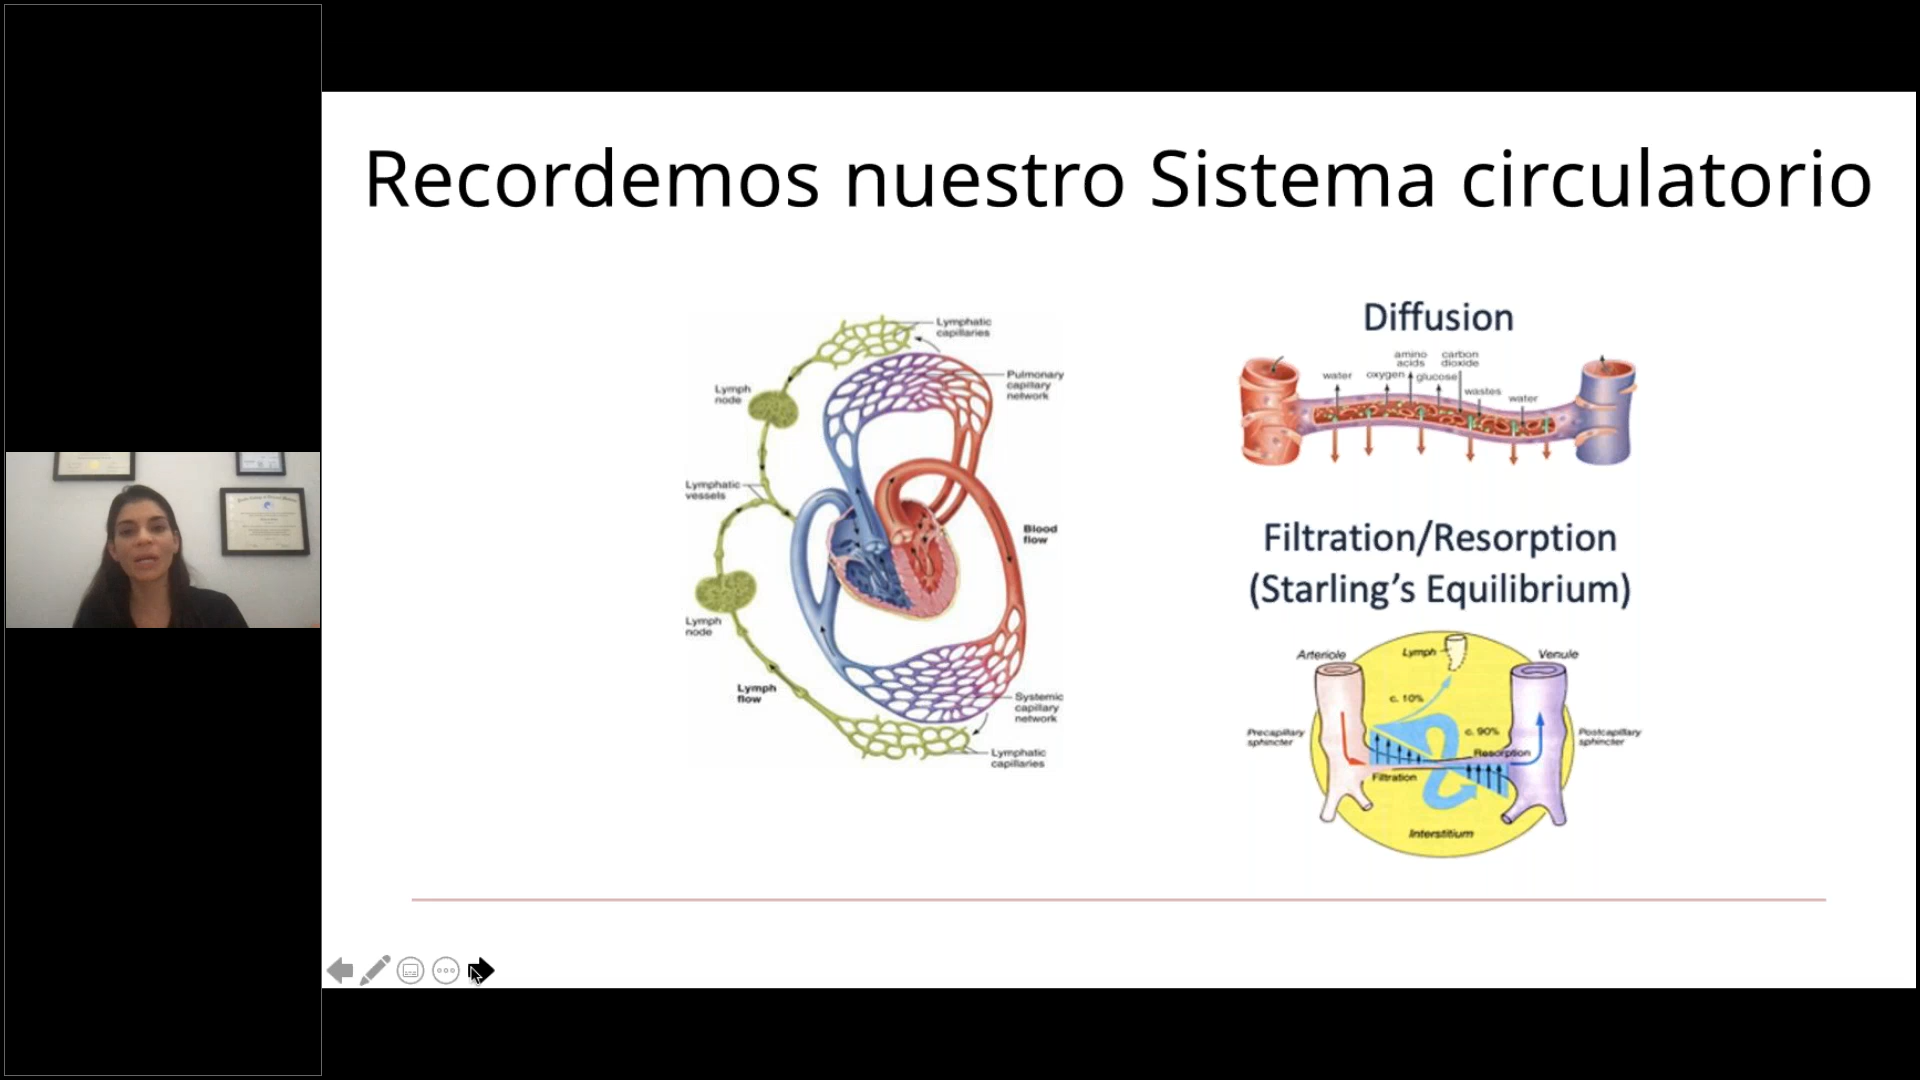 Recordemos nuestro Sistema circulatorio
Lymphatic
capillaries
Pulmonary
capillary
network
Lymph
node
Lymphatic
vessels
Blood
flow
Lymph
node
Lymph
flow
Systemic
capillary
network
Lymphatic
capillaries
Diffusion
amino
acids
carbon
dioxide
water
oxygen
glucose
wastes
water
Filtration/Resorption
(Starling’s Equilibrium)
Arteriole
Lymph
Venule
c. 10%
Precapillary
sphincter
c. 90%
Postcapillary
sphincter
Resorption
Filtration
Interstitium